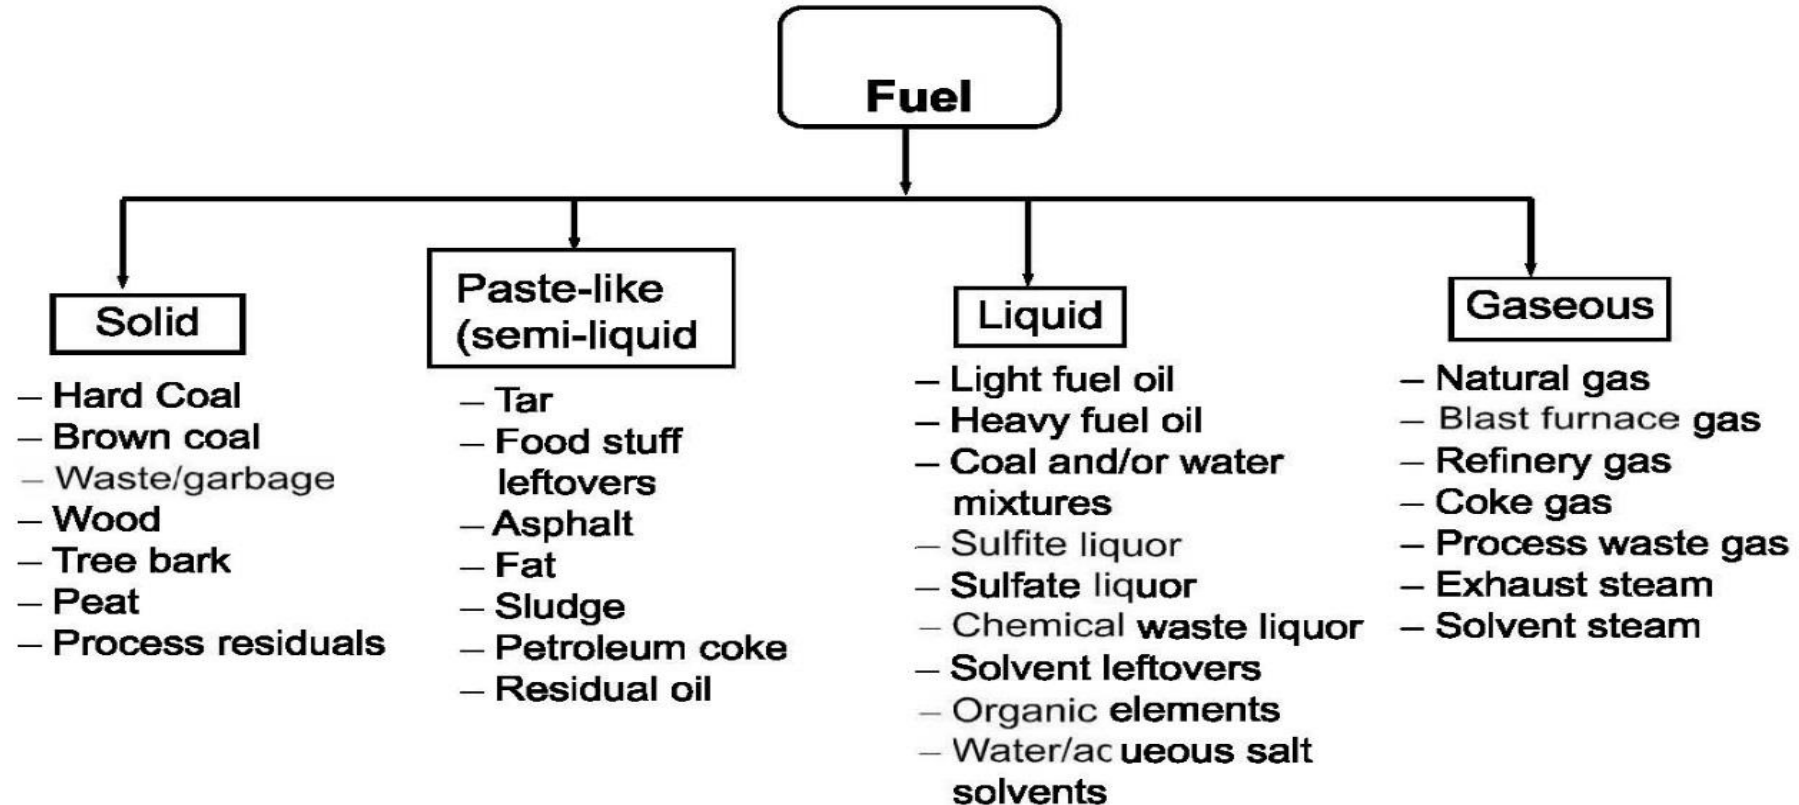 Fuel
Solid
– Hard Coal
– Brown coal
– Waste/garbage
– Wood
– Tree bark
– Peat
– Process residuals
Paste-like
(semi-liquid
– Tar
– Food stuff
leftovers
– Asphalt
– Fat
– Sludge
– Petroleum coke
– Residual oil
Liquid
– Light fuel oil
– Heavy fuel oil
– Coal and/or water
mixtures
– Sulfite liquor
– Sulfate liquor
– Chemical waste liquor
– Solvent leftovers
– Organic elements
– Water/ac ueous salt
solvents
Gaseous
– Natural gas
– Blast furnace gas
– Refinery gas
– Coke gas
– Process waste gas
– Exhaust steam
– Solvent steam